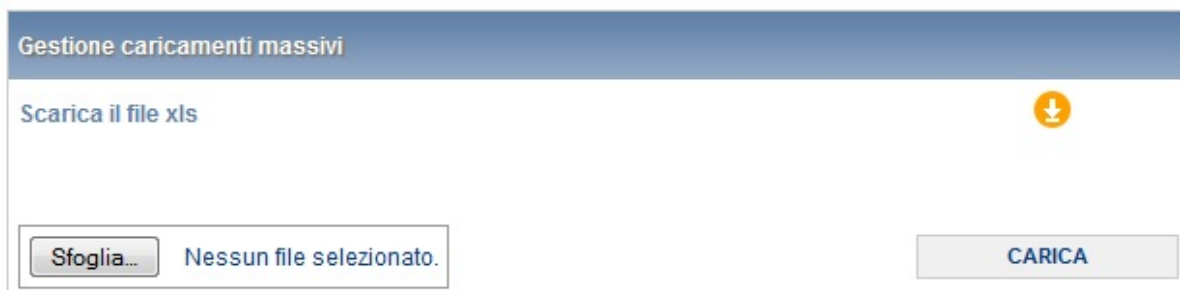 Gestione caricamenti massivi
Scarica il file xls
Sfoglia... Nessun file selezionato.
CARICA